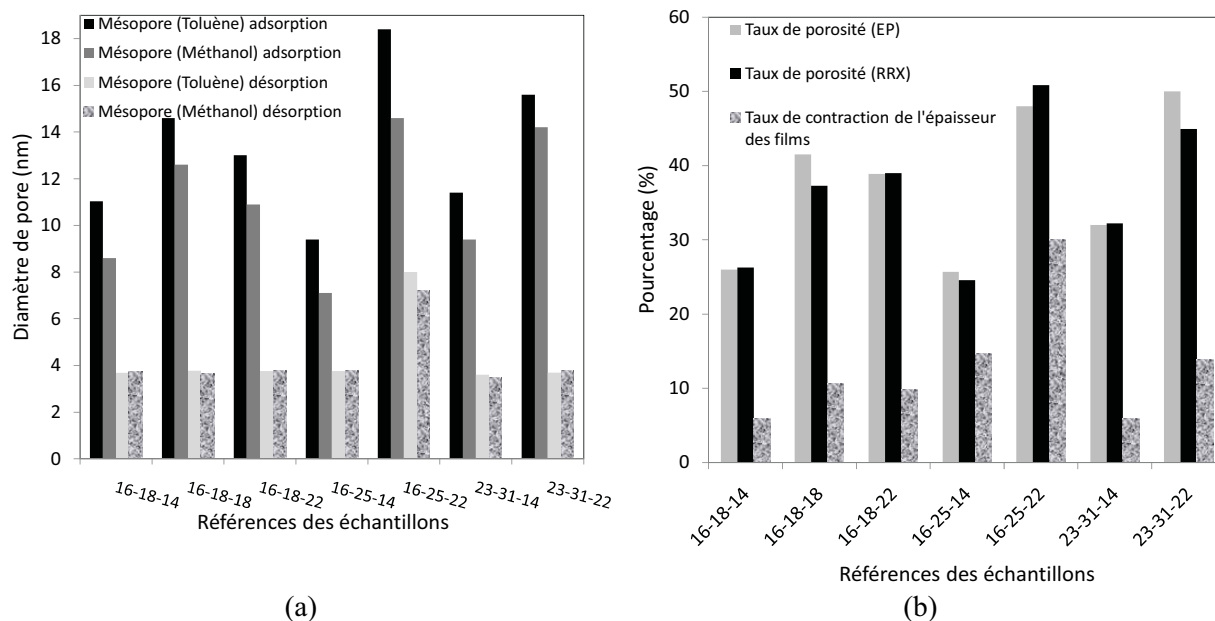 Mésopore (Toluène) adsorption
Mésopore (Méthanol) adsorption
Mésopore (Toluène) désorption
Mésopore (Méthanol) désorption
18
16
14
12
10
8
6
4
2
0
Diamètre de pore (nm)
16-18-14
16-18-18
16-18-22
16-25-14
16-25-22
23-31-14
23-31-22
Références des échantillons
(a)
Taux de porosité (EP)
Taux de porosité (RRX)
Taux de contraction de l'épaisseur
des films
60
50
40
30
20
10
0
Pourcentage (%)
16-18-14
16-18-18
16-18-22
16-25-14
16-25-22
23-31-14
23-31-22
Références des échantillons
(b)